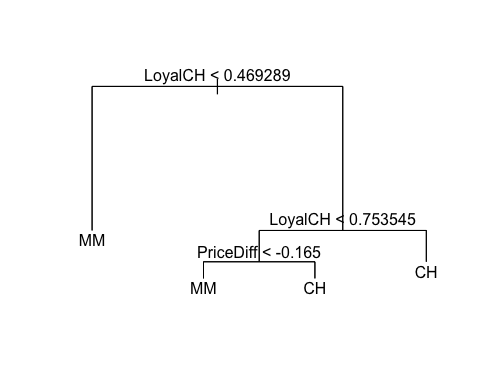 LoyalCH < 0.469289
LoyalCH < 0.753545
MM
PriceDiff < -0.165
CH
MM
CH